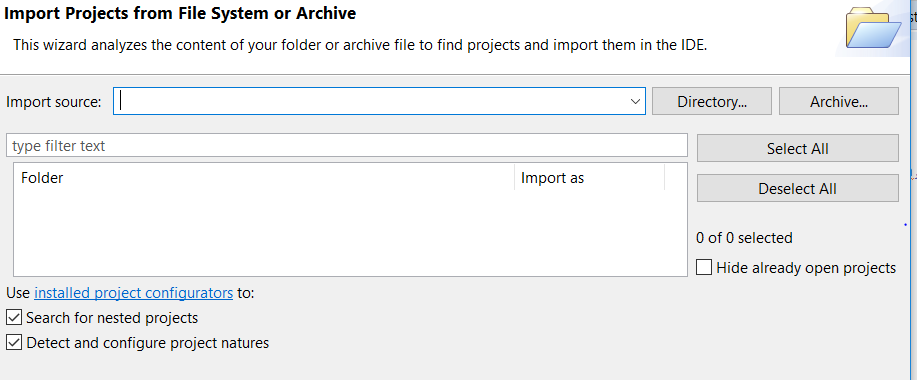 Import Projects from File System or Archive
This wizard analyzes the content of your folder or archive file to find projects and import them in the IDE.
Import source: Directory... Archive...
type filter text Select All
Folder Import as
Deselect All
0 of 0 selected
Hide already open projects
Use installed project configurators to:
Search for nested projects
Detect and configure project natures